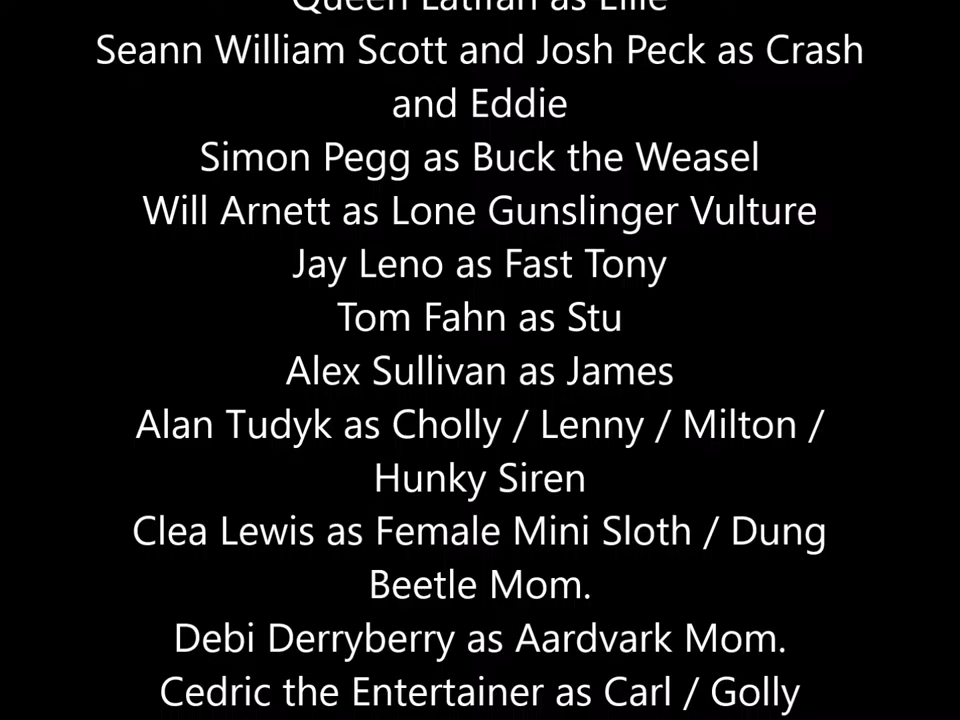 Queen Latifah as Ellie
Seann William Scott and Josh Peck as Crash
and Eddie
Simon Pegg as Buck the Weasel
Will Arnett as Lone Gunslinger Vulture
Jay Leno as Fast Tony
Tom Fahn as Stu
Alex Sullivan as James
Alan Tudyk as Cholly / Lenny / Milton /
Hunky Siren
Clea Lewis as Female Mini Sloth / Dung
Beetle Mom.
Debi Derryberry as Aardvark Mom.
Cedric the Entertainer as Carl / Golly